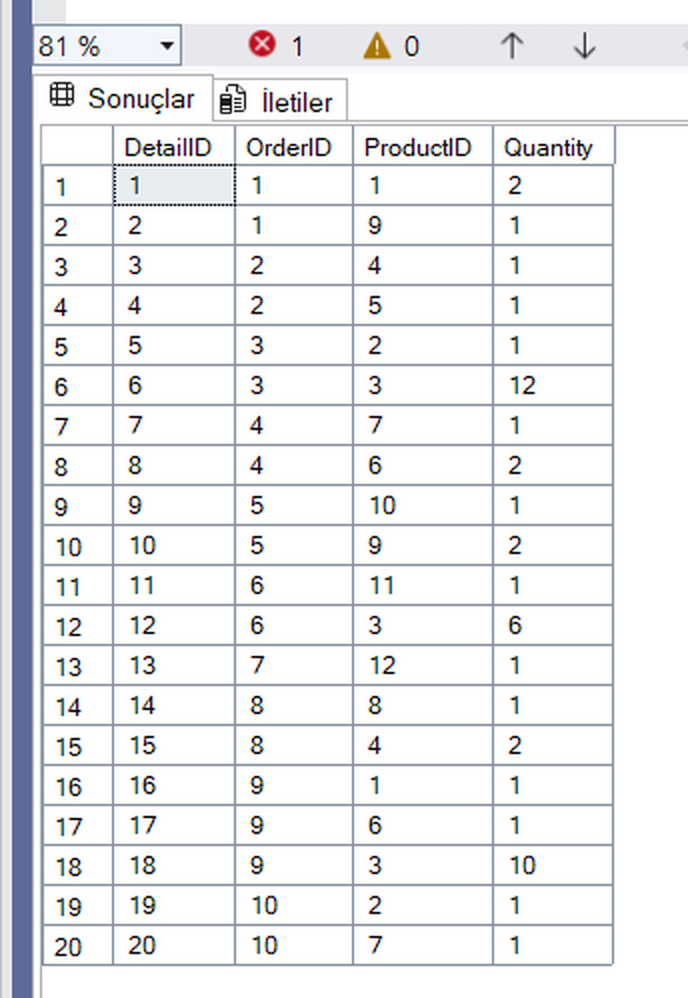 81 % 1 0
Sonuçlar İletiler
DetailID OrderID ProductID Quantity
1 1 1 1 2
2 2 1 9 1
3 3 2 4 1
4 4 2 5 1
5 5 3 2 1
6 6 3 3 12
7 7 4 7 1
8 8 4 6 2
9 9 5 10 1
10 10 5 9 2
11 11 6 11 1
12 12 6 3 6
13 13 7 12 1
14 14 8 8 1
15 15 8 4 2
16 16 9 1 1
17 17 9 6 1
18 18 9 3 10
19 19 10 2 1
20 20 10 7 1